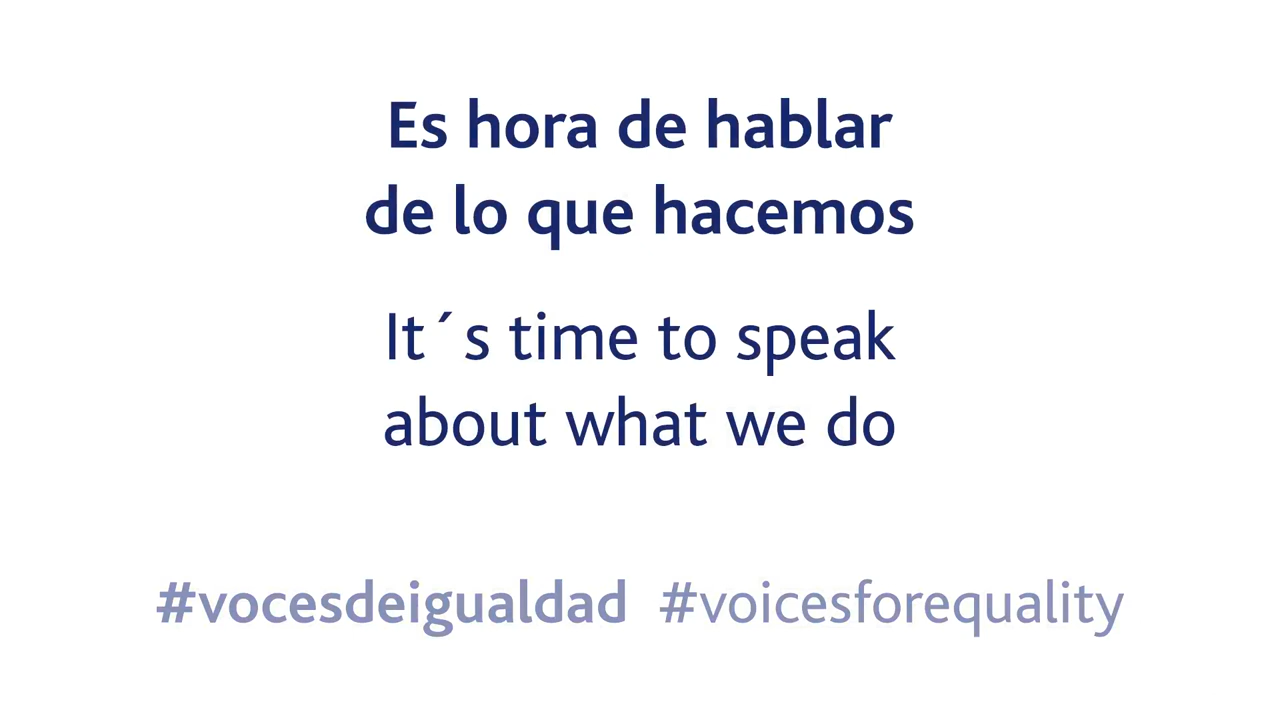 Es hora de hablar
de lo que hacemos
It´s time to speak
about what we do
#vocesdeigualdad #voicesforequality